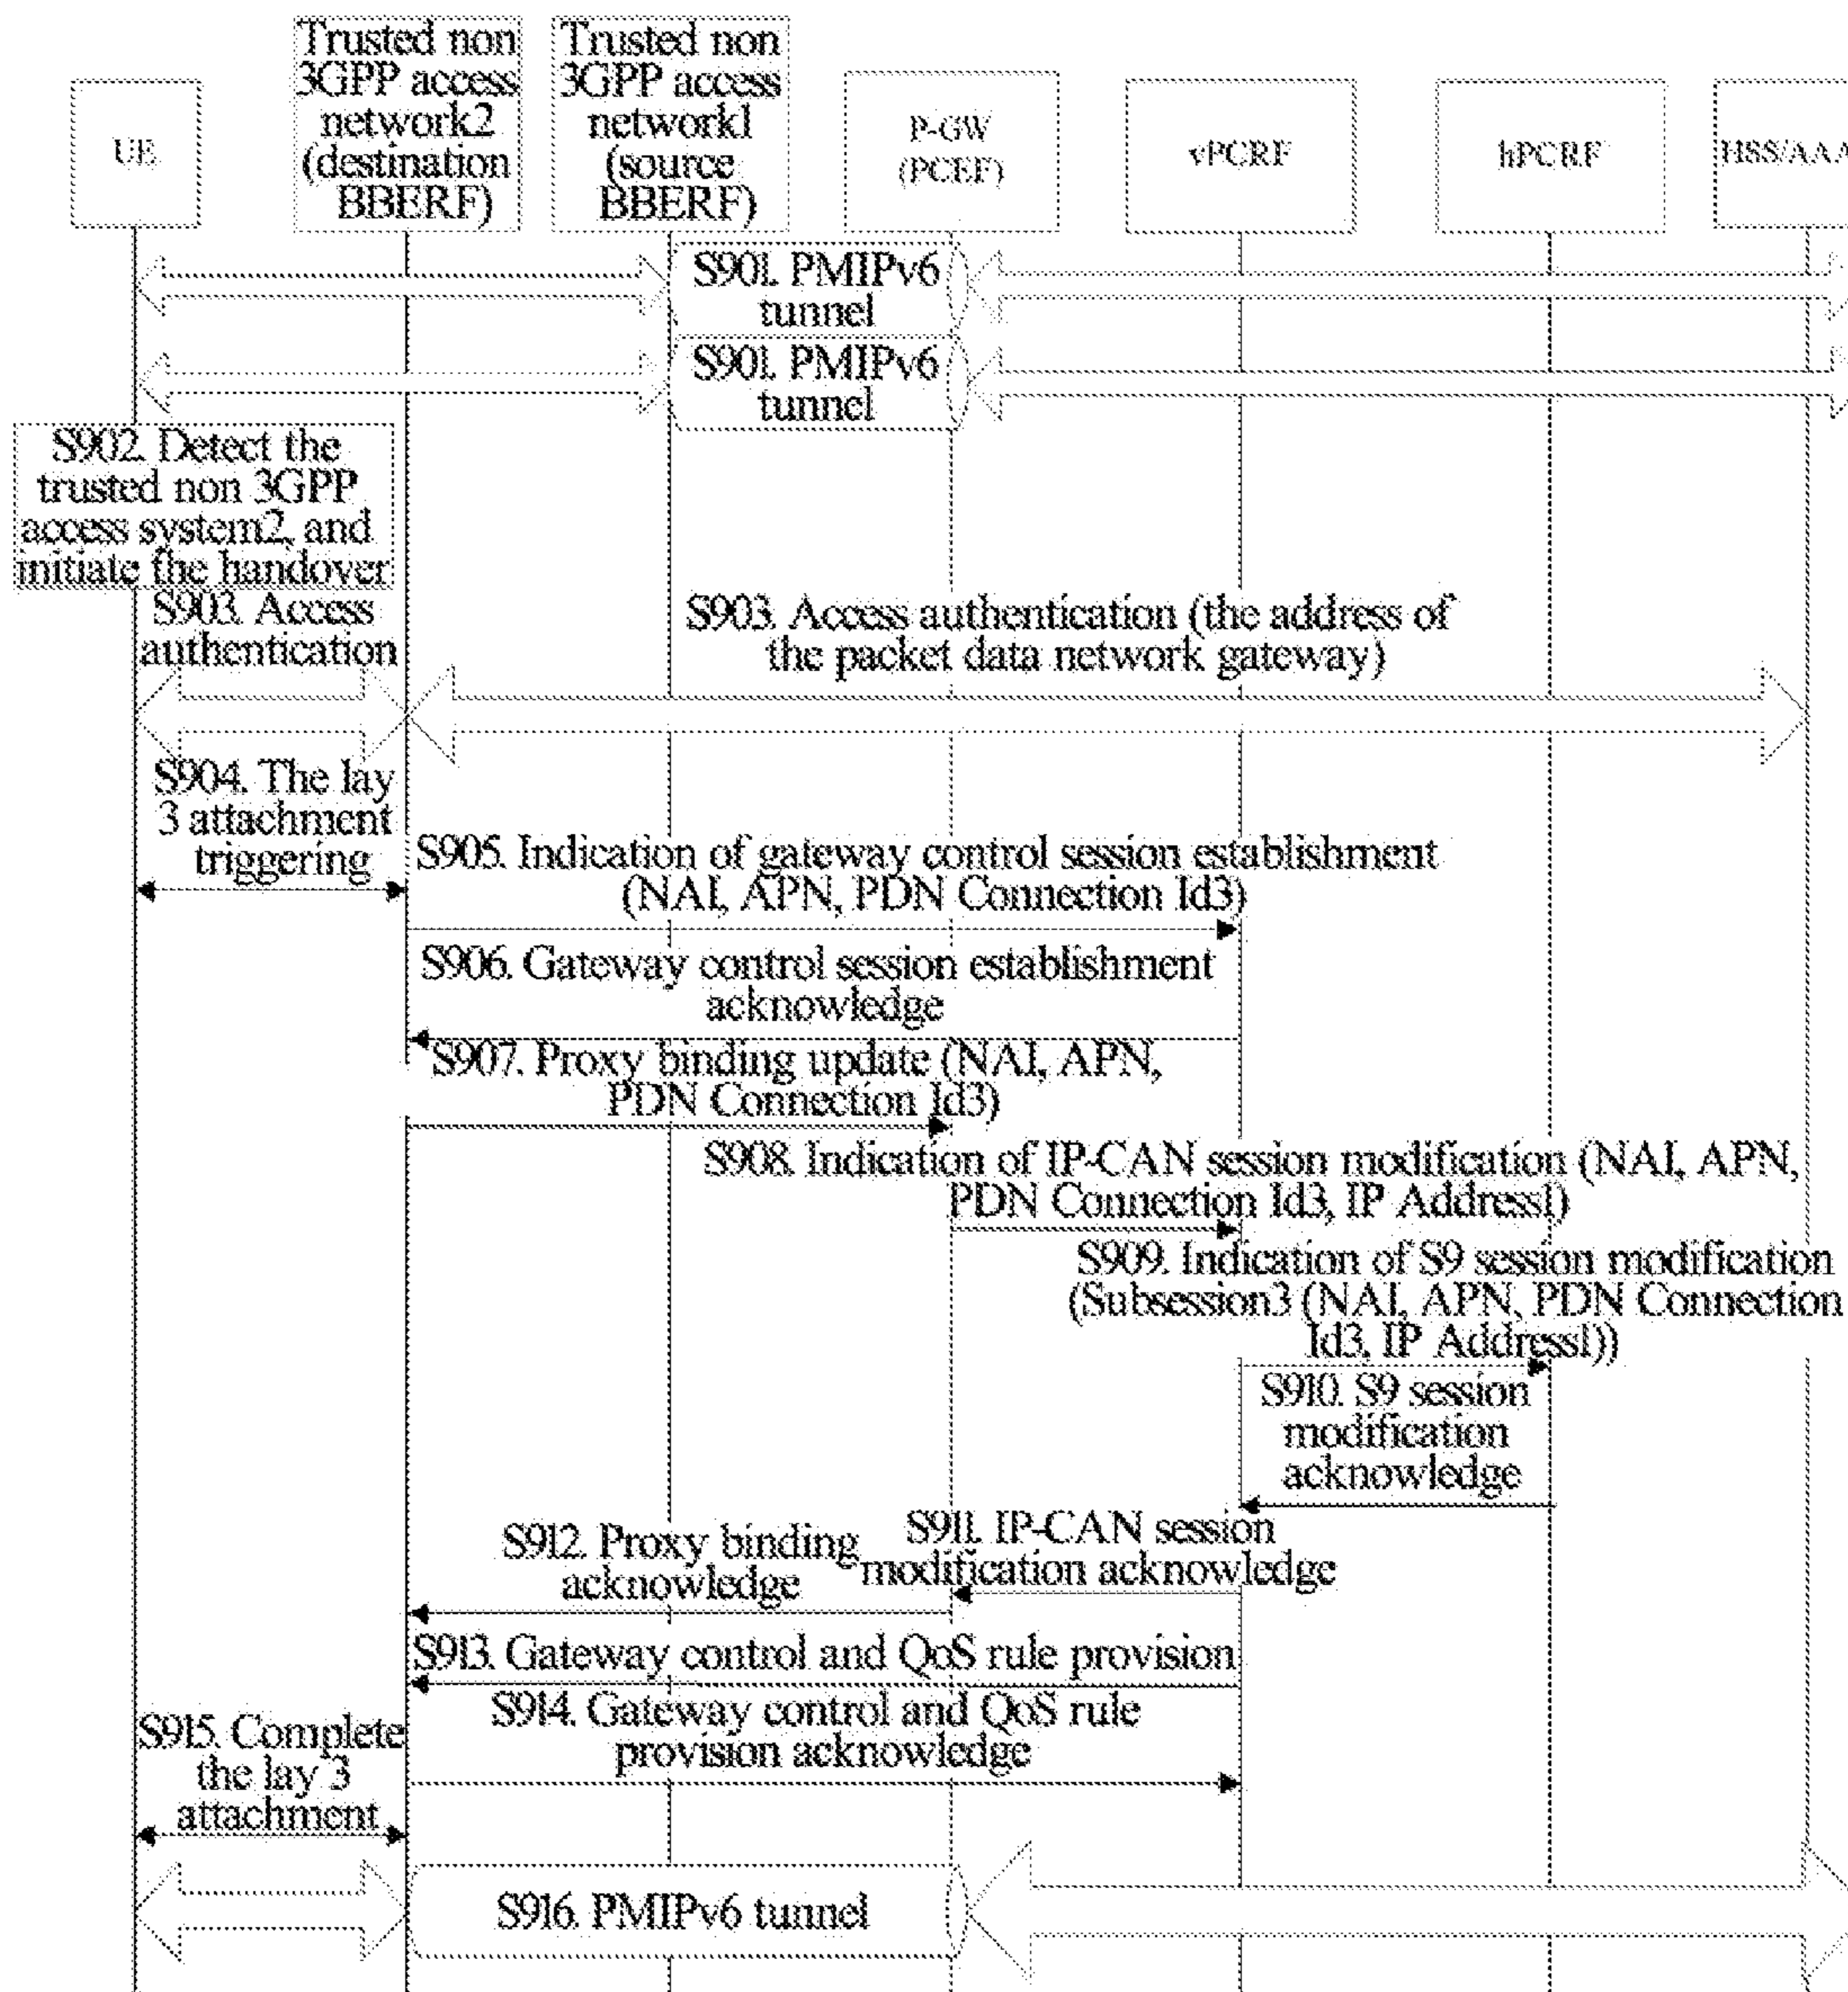 UE
Trusted non
3GPP access
network2
(destination
BBERF)
Trusted non
3GPP access
network1
(source
BBERF)
P-GW
(PCEF)
vPCRF
hPCRF
HSS/AAA
S901. PMIPv6
tunnel
S901. PMIPv6
tunnel
S902. Detect the
trusted non 3GPP
access system2, and
initiate the handover
S903. Access
authentication
S903. Access authentication (the address of
the packet data network gateway)
S904. The lay
3 attachment
triggering
S905. Indication of gateway control session establishment
(NAI, APN, PDN Connection Id3)
S906. Gateway control session establishment
acknowledge
S907. Proxy binding update (NAI, APN,
PDN Connection Id3)
S908. Indication of IP-CAN session modification (NAI, APN,
PDN Connection Id3, IP Address1)
S909. Indication of S9 session modification
(Subsession3 (NAI, APN, PDN Connection
Id3, IP Address1))
S910. S9 session
modification
acknowledge
S911. IP-CAN session
modification acknowledge
S912. Proxy binding
acknowledge
S913. Gateway control and QoS rule provision
S914. Gateway control and QoS rule
provision acknowledge
S915. Complete
the lay 3
attachment
S916. PMIPv6 tunnel